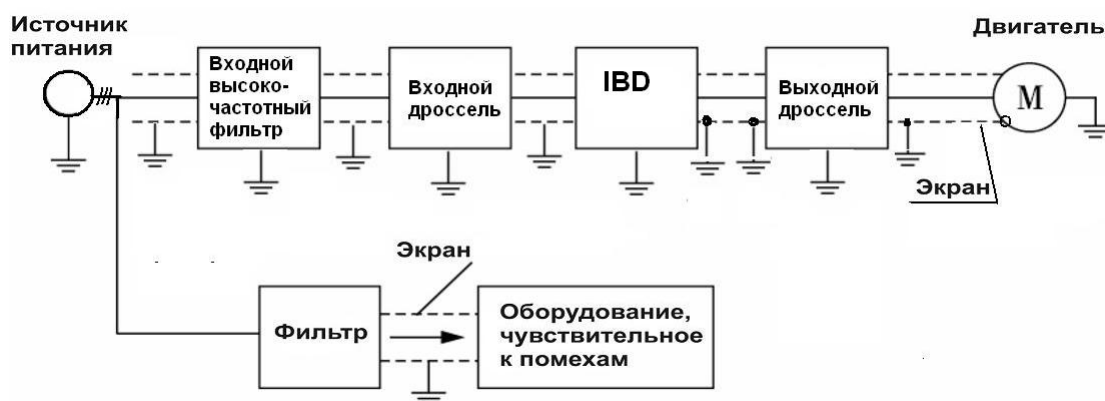 Источник
питания
Входной
высоко-
частотный
фильтр
Входной
дроссель
IBD
Выходной
дроссель
Двигатель
М
Экран
Экран
Фильтр
Оборудование,
чувствительное
к помехам